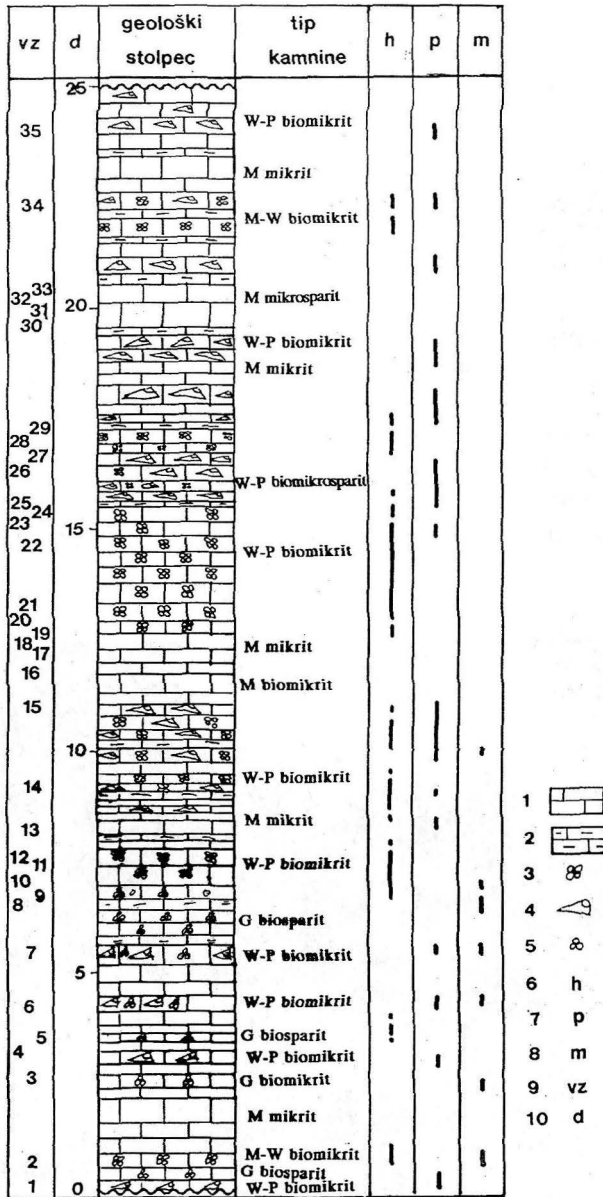 vz d geološki stolpec tip kamnine h p m
25
35 W-P biomikrit
M mikrit
34
M-W biomikrit
33
32 M mikrosparit
31 20
30
W-P biomikrit
M mikrit
29
28
27
26
W-P biomikrosparit
25 24
23 15
22 W-P biomikrit
21
20
19
18 M mikrit
17
16
M biomikrit
15
10
W-P biomikrit
14
M mikrit
13
12 11 W-P biomikrit
10
9
8
G biosparit
7 W-P biomikrit
5
6 W-P biomikrit
5 G biosparit
4 W-P biomikrit
3 G biomikrit
M mikrit
M-W biomikrit
2
G biosparit
1 0 W-P biomikrit
1
2
3
4
5
6 h
7 p
8 m
9 vz
10 d